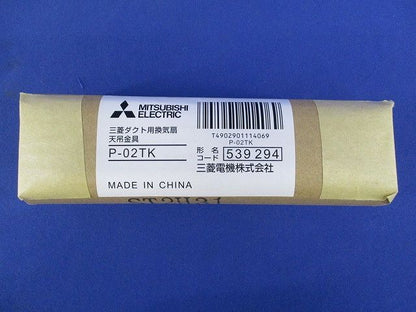 MITSUBISHI
ELECTRIC
三菱ダクト用換気扇
天吊金具
P-02TK
MADE IN CHINA
T4902901114069
P-02TK
形名
コード
539 294
三菱電機株式会社